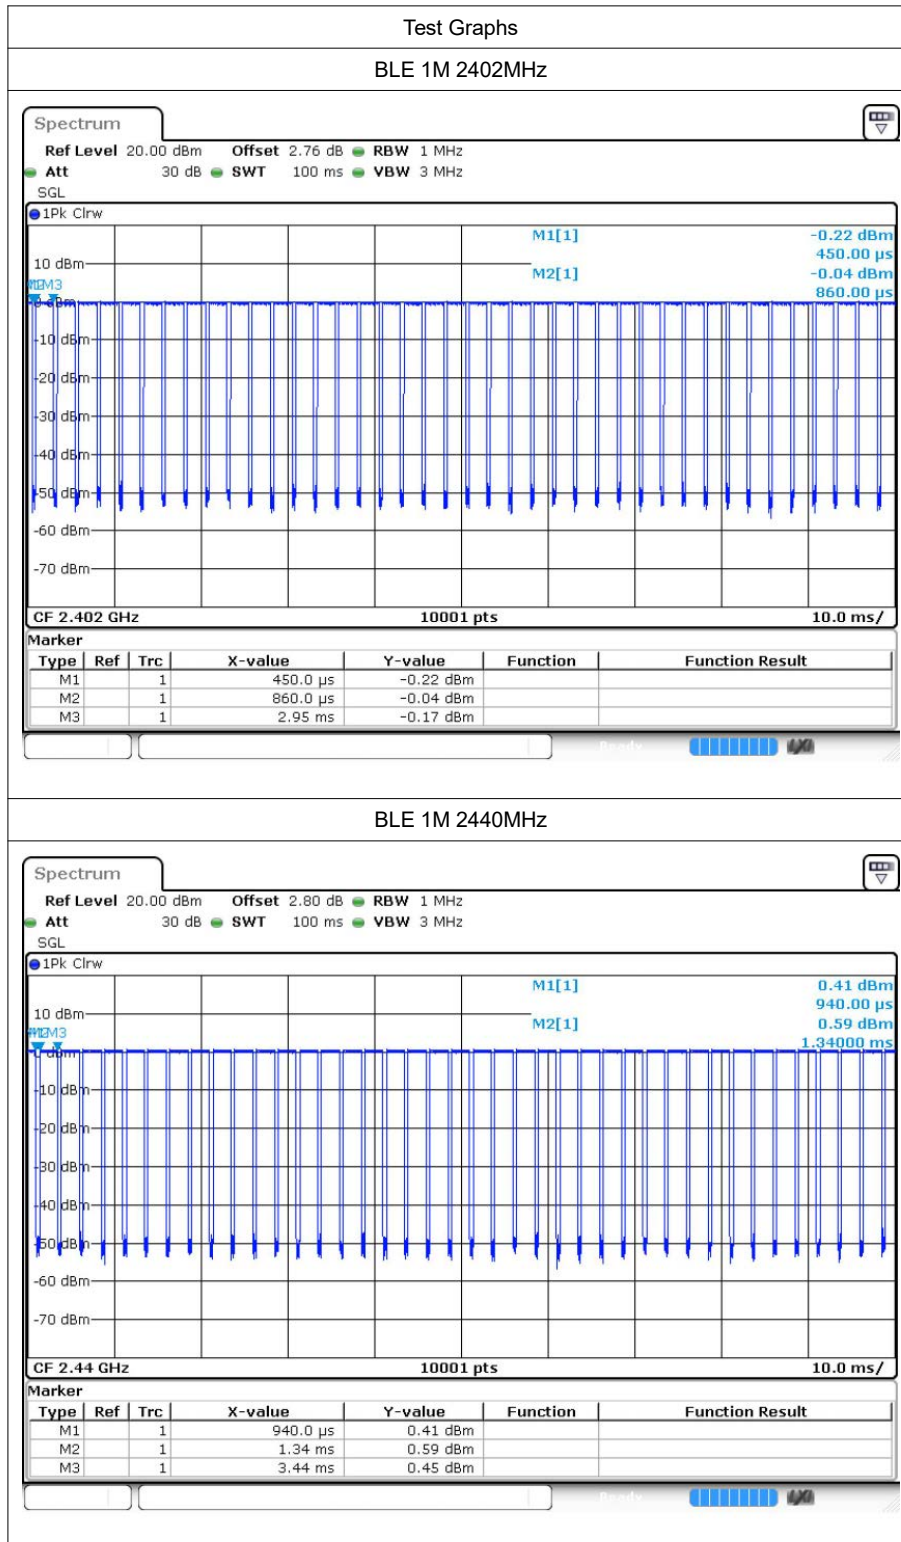 Test Graphs
BLE 1M 2402MHz
Spectrum
Ref Level 20.00 dBm Offset 2.76 dB RBW 1 MHz
Att 30 dB SWT 100 ms VBW 3 MHz
SGL
1Pk Clrw
M1[1] -0.22 dBm
450.00 µs
10 dBm
M2[1] -0.04 dBm
M3
860.00 µs
-10 dBm
-20 dBm
-30 dBm
-40 dBm
-50 dBm
-60 dBm
-70 dBm
CF 2.402 GHz 10001 pts 10.0 ms/
Marker
Type Ref Trc X-value Y-value Function Function Result
M1 1 450.0 µs -0.22 dBm
M2 1 860.0 µs -0.04 dBm
M3 1 2.95 ms -0.17 dBm
Ready
BLE 1M 2440MHz
Spectrum
Ref Level 20.00 dBm Offset 2.80 dB RBW 1 MHz
Att 30 dB SWT 100 ms VBW 3 MHz
SGL
1Pk Clrw
M1[1] 0.41 dBm
940.00 µs
10 dBm
M2[1] 0.59 dBm
M3
1.34000 ms
0 dBm
-10 dBm
-20 dBm
-30 dBm
-40 dBm
-50 dBm
-60 dBm
-70 dBm
CF 2.44 GHz 10001 pts 10.0 ms/
Marker
Type Ref Trc X-value Y-value Function Function Result
M1 1 940.0 µs 0.41 dBm
M2 1 1.34 ms 0.59 dBm
M3 1 3.44 ms 0.45 dBm
Ready